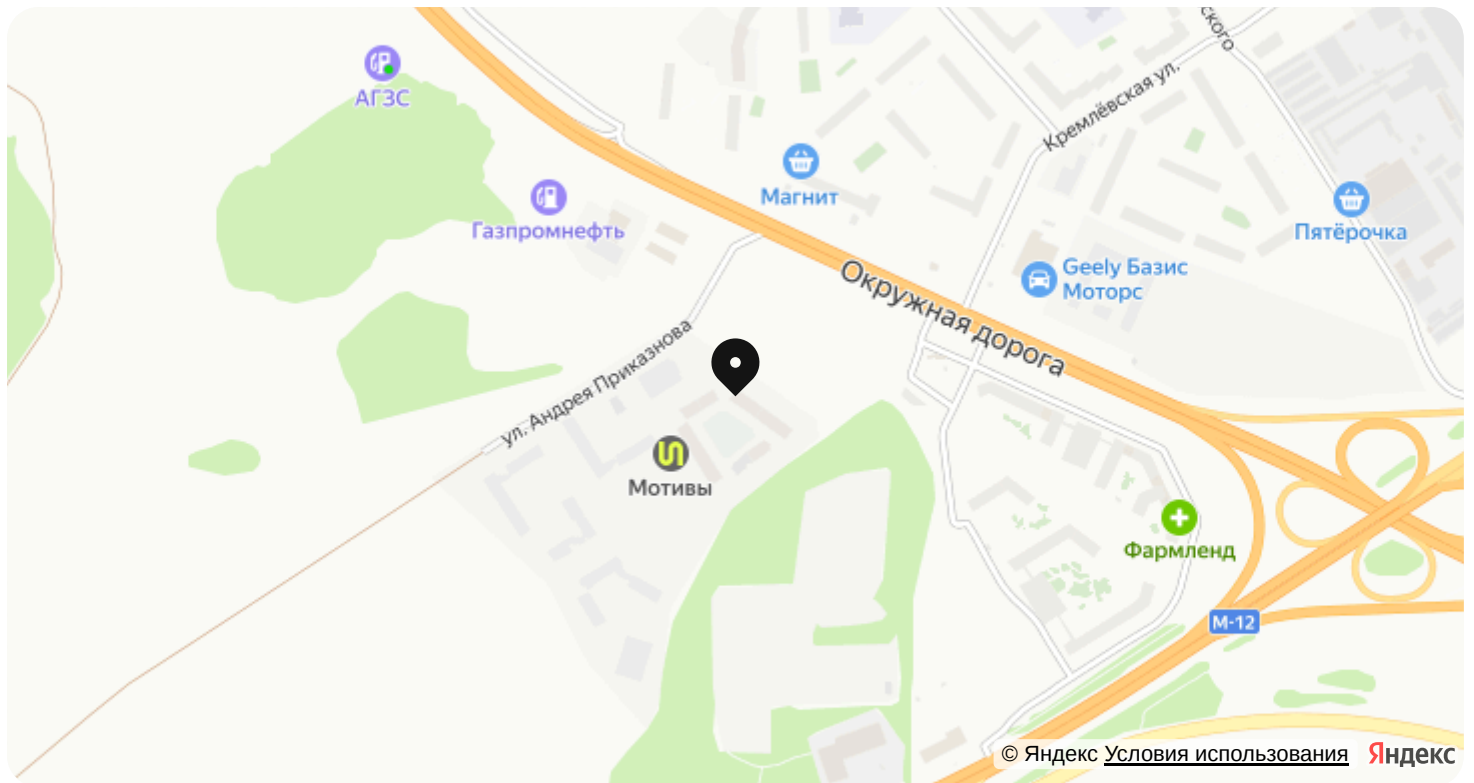 ского
АГЗС
Кремлёвская ул.
Магнит
Газпромнефть
Пятёрочка
Geely Базис
Моторс
Окружная дорога
ул. Андрея Приказнова
Мотивы
Фармленд
М-12
© Яндекс Условия использования Яндекс